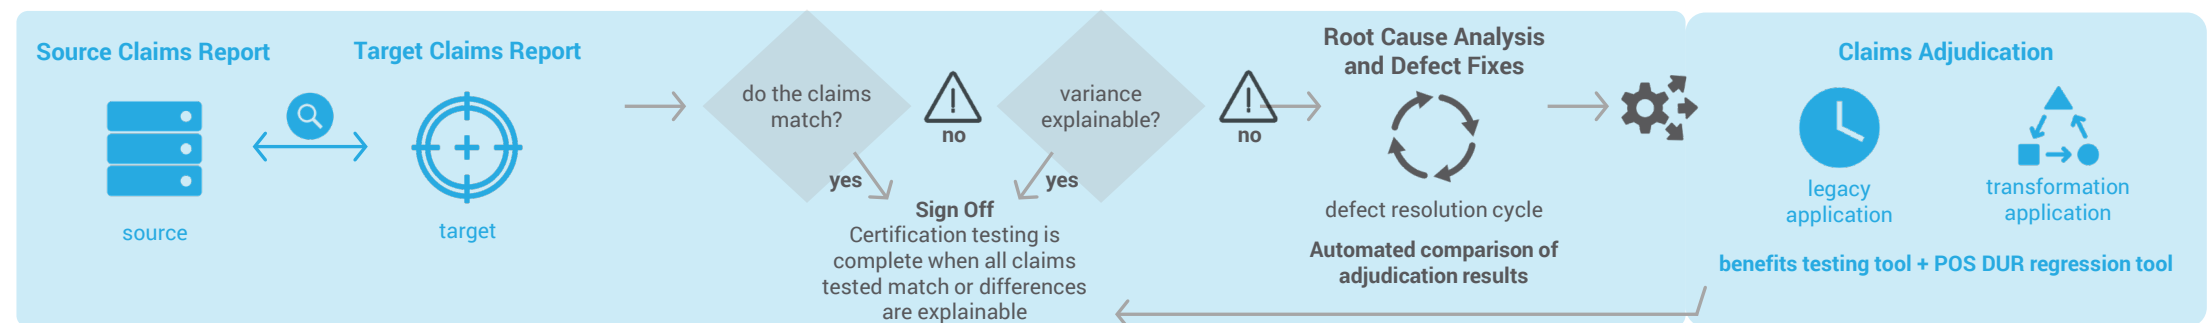 Source Claims Report
source
Target Claims Report
target
do the claims
match?
no
yes
variance
explainable?
no
yes
Sign Off
Certification testing is
complete when all claims
tested match or differences
are explainable
Root Cause Analysis
and Defect Fixes
defect resolution cycle
Automated comparison of
adjudication results
Claims Adjudication
legacy
application
transformation
application
benefits testing tool + POS DUR regression tool